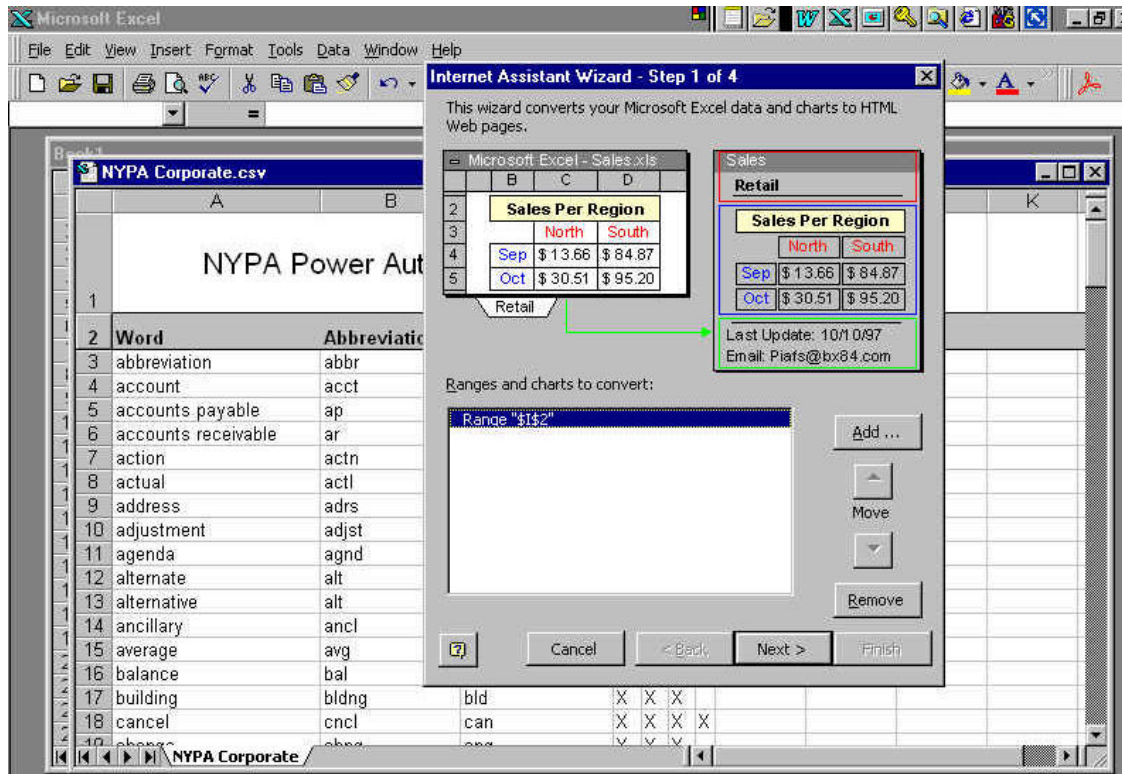 Microsoft Excel
File Edit View Insert Format Tools Data Window Help
=
Book1
NYPA Corporate.csv
A B K
1 NYPA Power Aut
2 Word Abbreviatio
3 abbreviation abbr
4 account acct
5 accounts payable ap
6 accounts receivable ar
7 action actn
8 actual actl
9 address adrs
10 adjustment adjst
11 agenda agnd
12 alternate alt
13 alternative alt
14 ancillary ancl
15 average avg
16 balance bal
17 building bldng bld X X X
18 cancel cncl can X X X X
NYPA Corporate
Internet Assistant Wizard - Step 1 of 4
This wizard converts your Microsoft Excel data and charts to HTML
Web pages.
Microsoft Excel - Sales.xls
B C D
2 Sales Per Region
3 North South
4 Sep $ 13.66 $ 84.87
5 Oct $ 30.51 $ 95.20
Retail
Sales
Retail
Sales Per Region
North South
Sep $ 13.66 $ 84.87
Oct $ 30.51 $ 95.20
Last Update: 10/10/97
Email: Piafs@bx84.com
Ranges and charts to convert:
Range "$I$2"
Add ...
Move
Remove
Cancel < Back Next > Finish